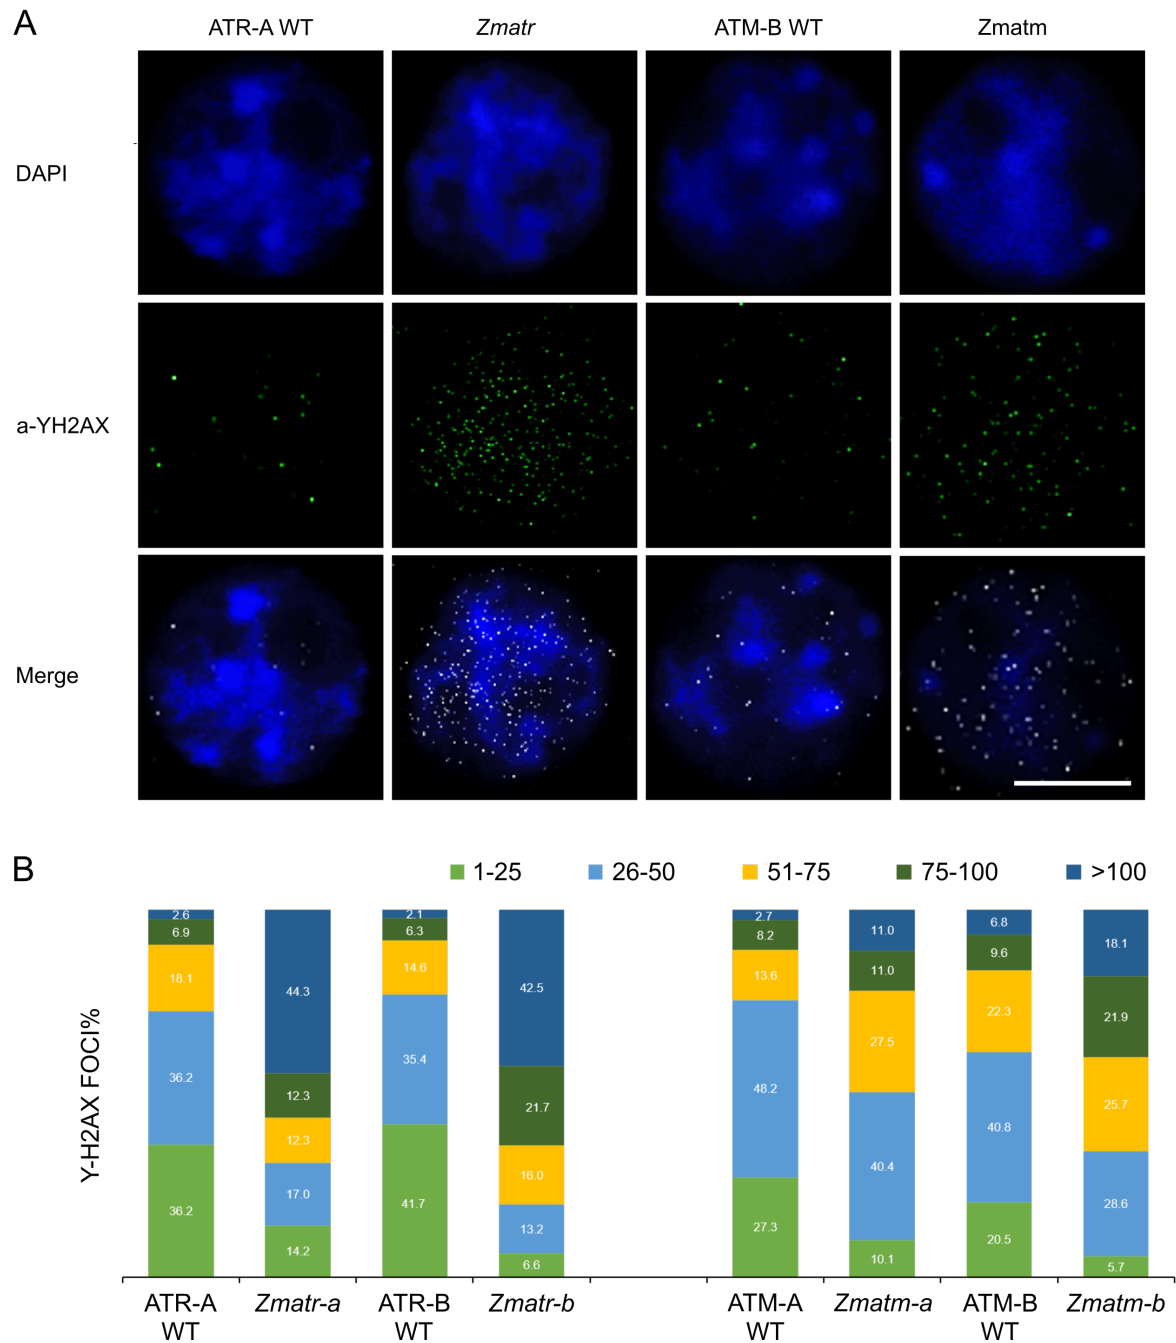 A
ATR-A WT
Zmatr
ATM-B WT
Zmatm
DAPI
a-YH2AX
Merge
B
1-25
26-50
51-75
75-100
>100
Y-H2AX FOCI%
2.6
6.9
18.1
36.2
36.2
44.3
12.3
12.3
17.0
14.2
2.1
6.3
14.6
35.4
41.7
42.5
21.7
16.0
13.2
6.6
2.7
8.2
13.6
48.2
27.3
11.0
11.0
27.5
40.4
10.1
6.8
9.6
22.3
40.8
20.5
18.1
21.9
25.7
28.6
5.7
ATR-A
WT
Zmatr-a
ATR-B
WT
Zmatr-b
ATM-A
WT
Zmatm-a
ATM-B
WT
Zmatm-b